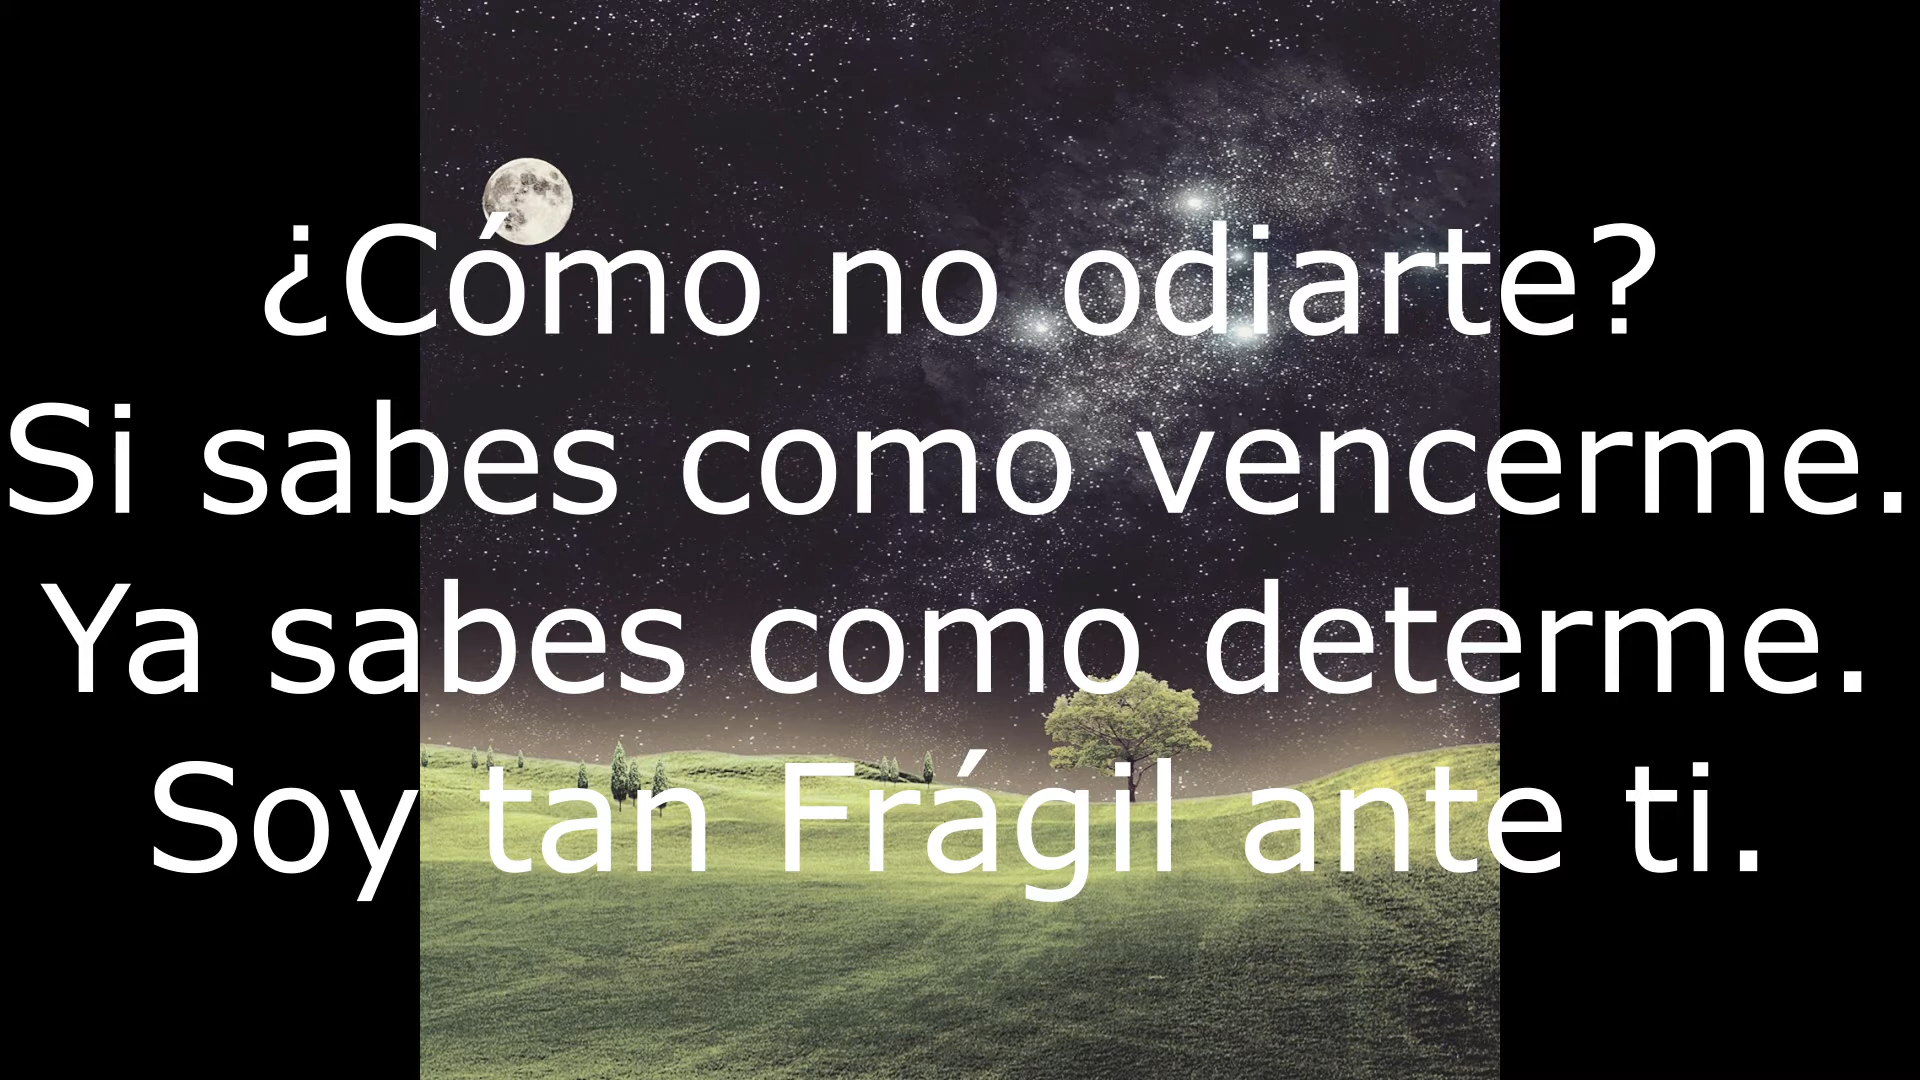 ¿Cómo no odiarte?
Si sabes como vencerme.
Ya sabes como determe.
Soy tan Frágil ante ti.